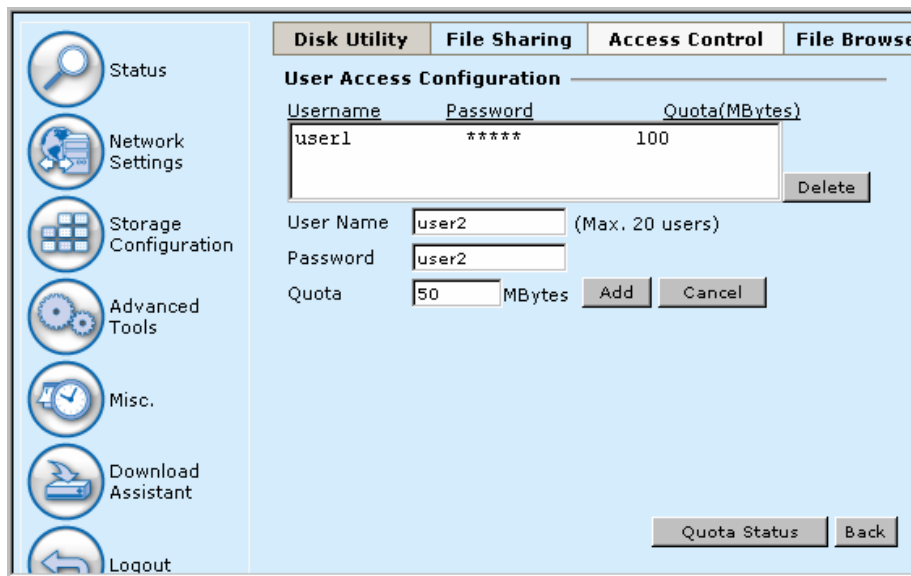 Disk Utility File Sharing Access Control File Browse
Status
Network
Settings
Storage
Configuration
Advanced
Tools
Misc.
Download
Assistant
Logout
User Access Configuration
Username Password Quota(MBytes)
user1 ***** 100
Delete
User Name user2 (Max. 20 users)
Password user2
Quota 50 MBytes Add Cancel
Quota Status Back